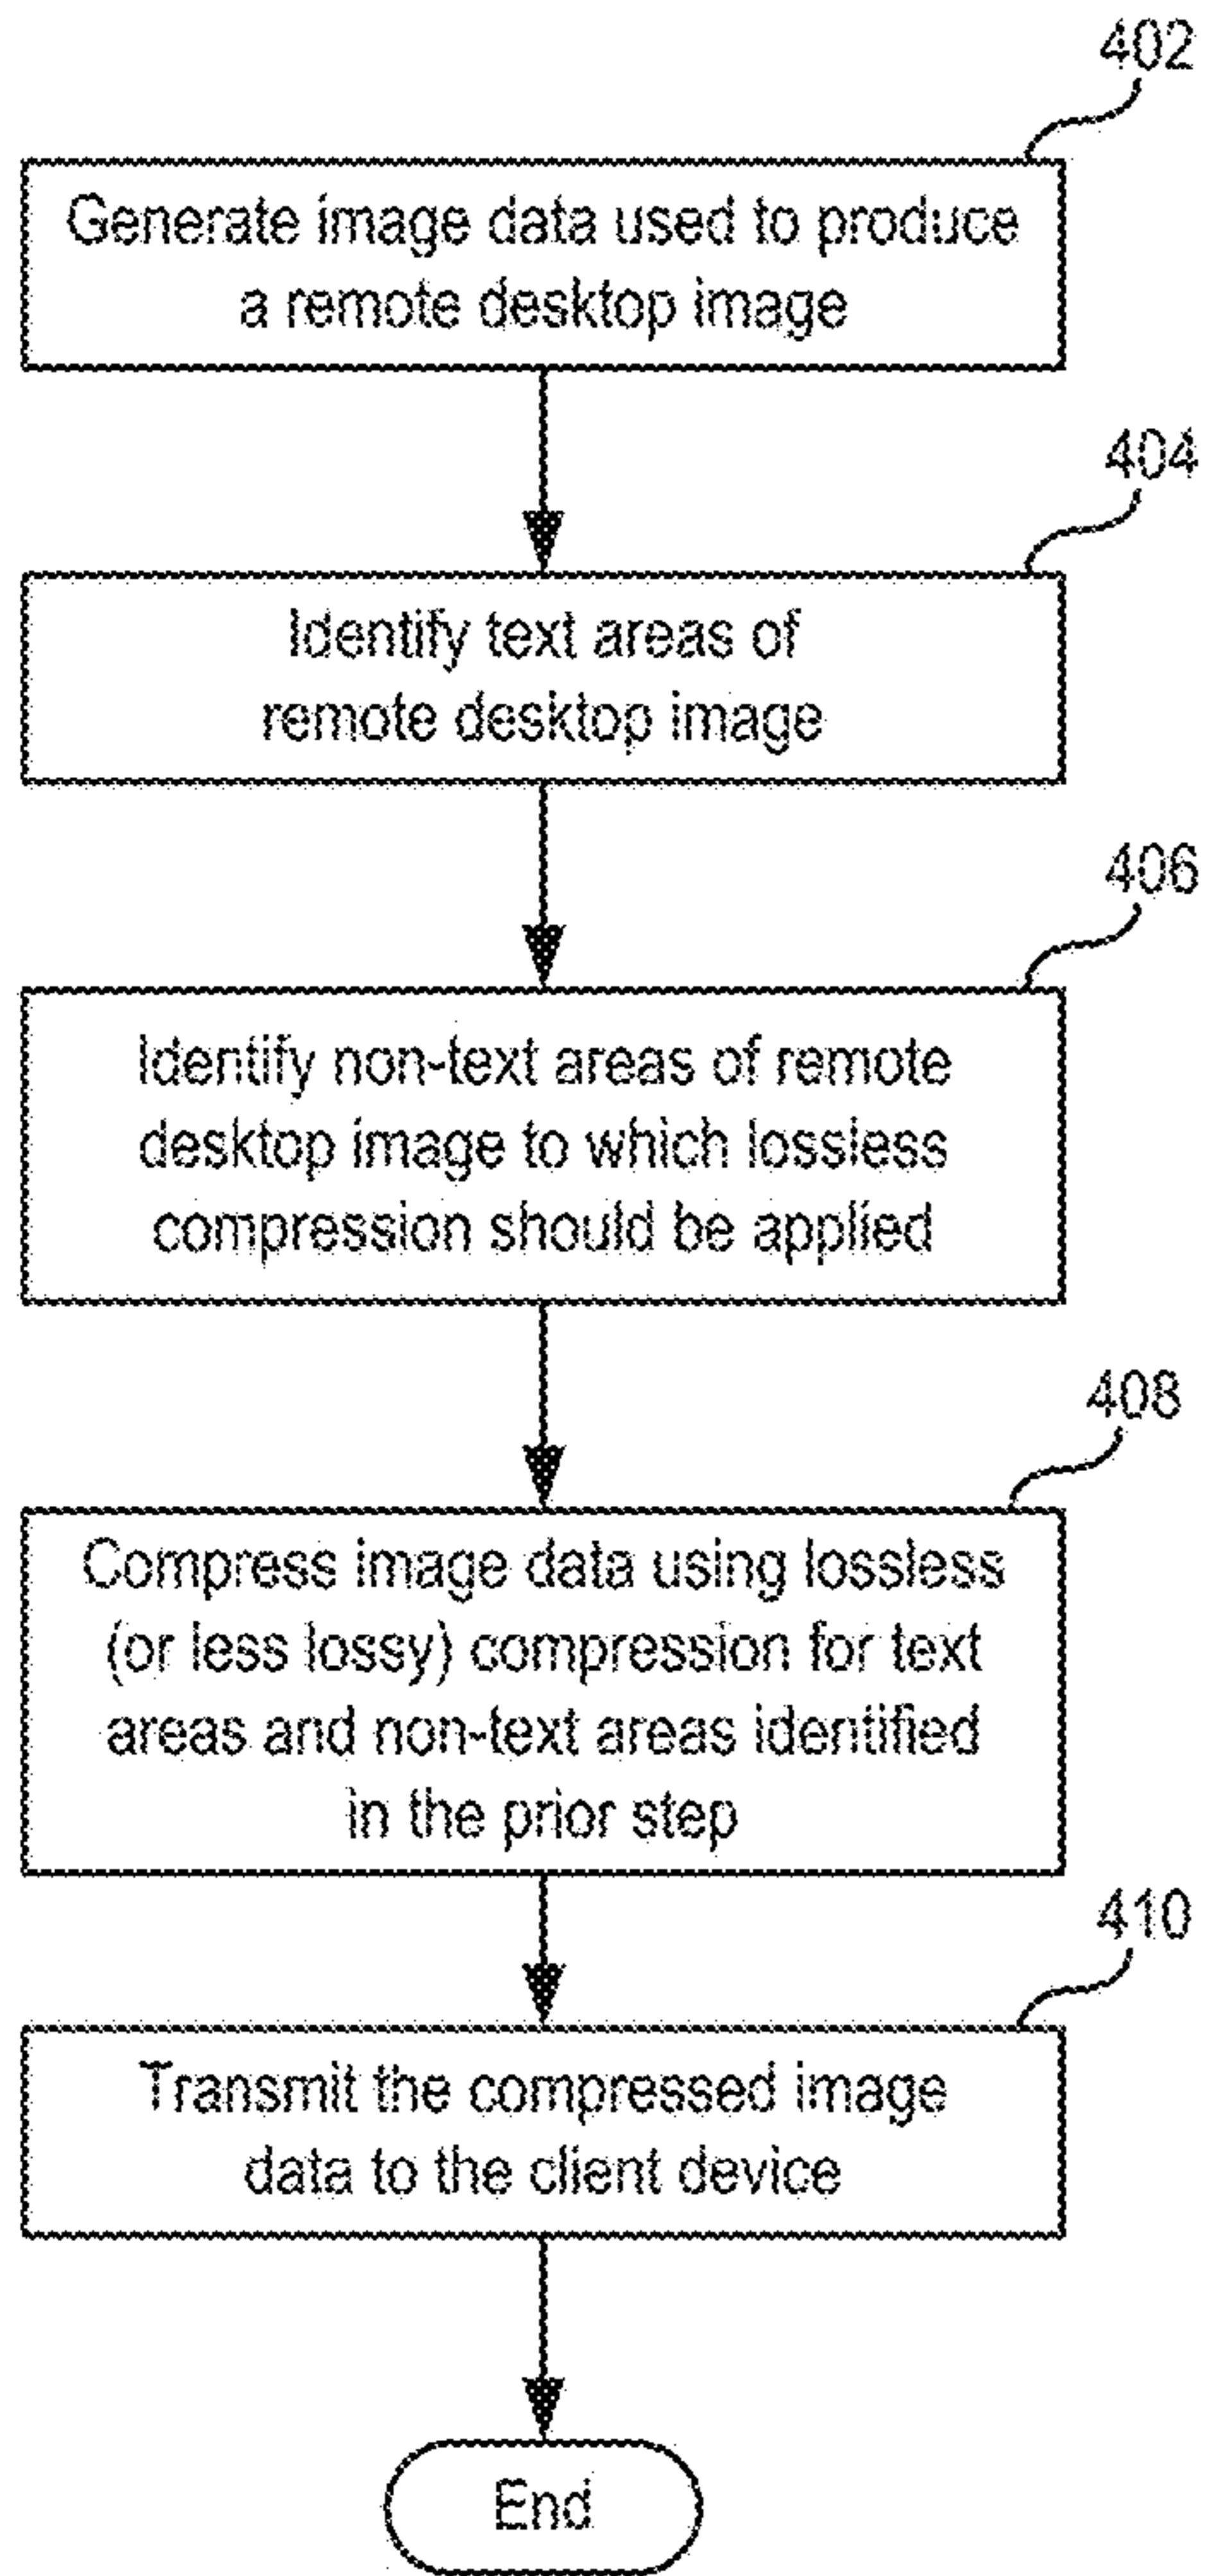 402
Generate image data used to produce
a remote desktop image
404
Identify text areas of
remote desktop image
406
Identify non-text areas of remote
desktop image to which lossless
compression should be applied
408
Compress image data using lossless
(or less lossy) compression for text
areas and non-text areas identified
in the prior step
410
Transmit the compressed image
data to the client device
End